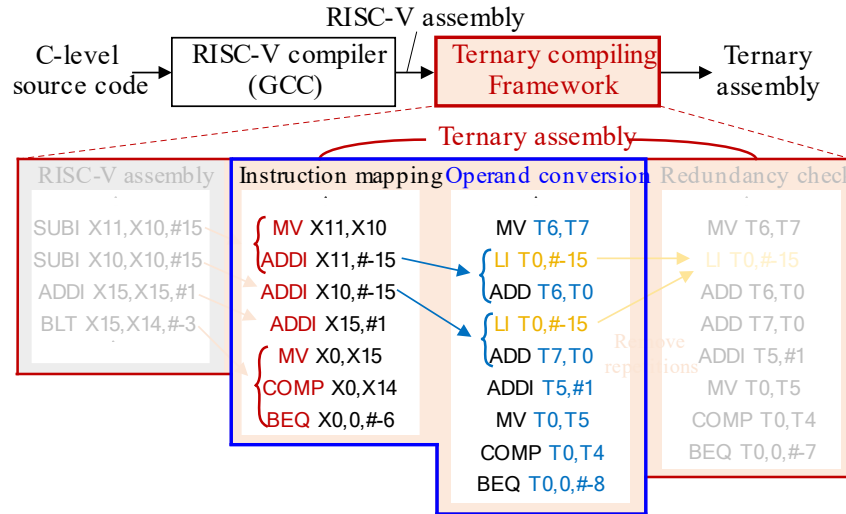 RISC-V assembly
C-level
source code
RISC-V compiler
(GCC)
Ternary compiling
Framework
Ternary
assembly
Ternary assembly
RISC-V assembly
SUBI X11,X10,#15
SUBI X10,X10,#15
ADDI X15,X15,#1
BLT X15,X14,#-3
Instruction mapping
MV X11,X10
ADDI X11,#-15
ADDI X10,#-15
ADDI X15,#1
MV X0,X15
COMP X0,X14
BEQ X0,0,#-6
Operand conversion
MV T6,T7
LI T0,#-15
ADD T6,T0
LI T0,#-15
ADD T7,T0
ADDI T5,#1
MV T0,T5
COMP T0,T4
BEQ T0,0,#-8
Remove
repetitions
Redundancy check
MV T6,T7
LI T0,#-15
ADD T6,T0
ADD T7,T0
ADDI T5,#1
MV T0,T5
COMP T0,T4
BEQ T0,0,#-7